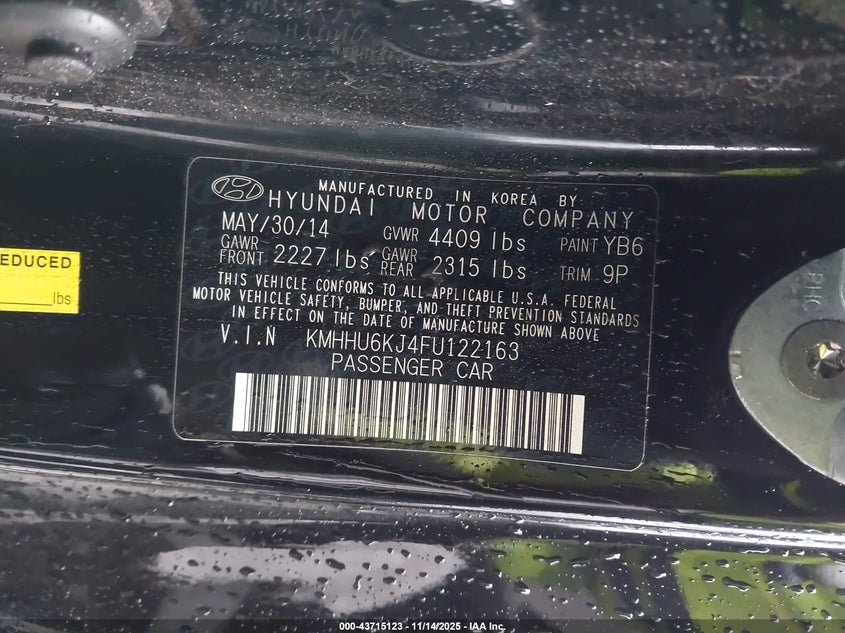 MANUFACTURED IN KOREA BY
HYUNDAI MOTOR COMPANY
MAY/30/14 GVWR 4409 lbs PAINT YB6
GAWR FRONT 2227 lbs GAWR REAR 2315 lbs TRIM 9P
THIS VEHICLE CONFORMS TO ALL APPLICABLE U.S.A. FEDERAL
MOTOR VEHICLE SAFETY, BUMPER, AND THEFT PREVENTION STANDARDS
IN EFFECT ON THE DATE OF MANUFACTURE SHOWN ABOVE
V.I.N KMHHU6KJ4FU122163
PASSENGER CAR
EDUCED
lbs
PHC
000-43715123 - 11/14/2025 - IAA Inc.